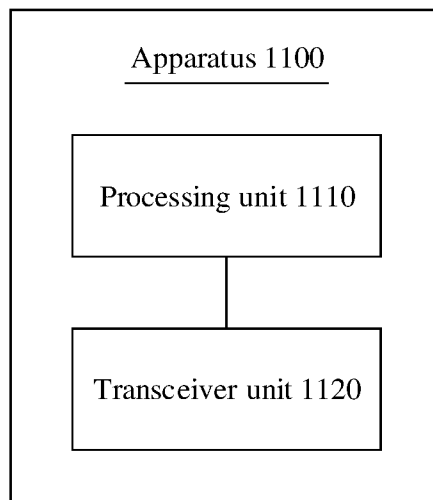 Apparatus 1100
Processing unit 1110
Transceiver unit 1120